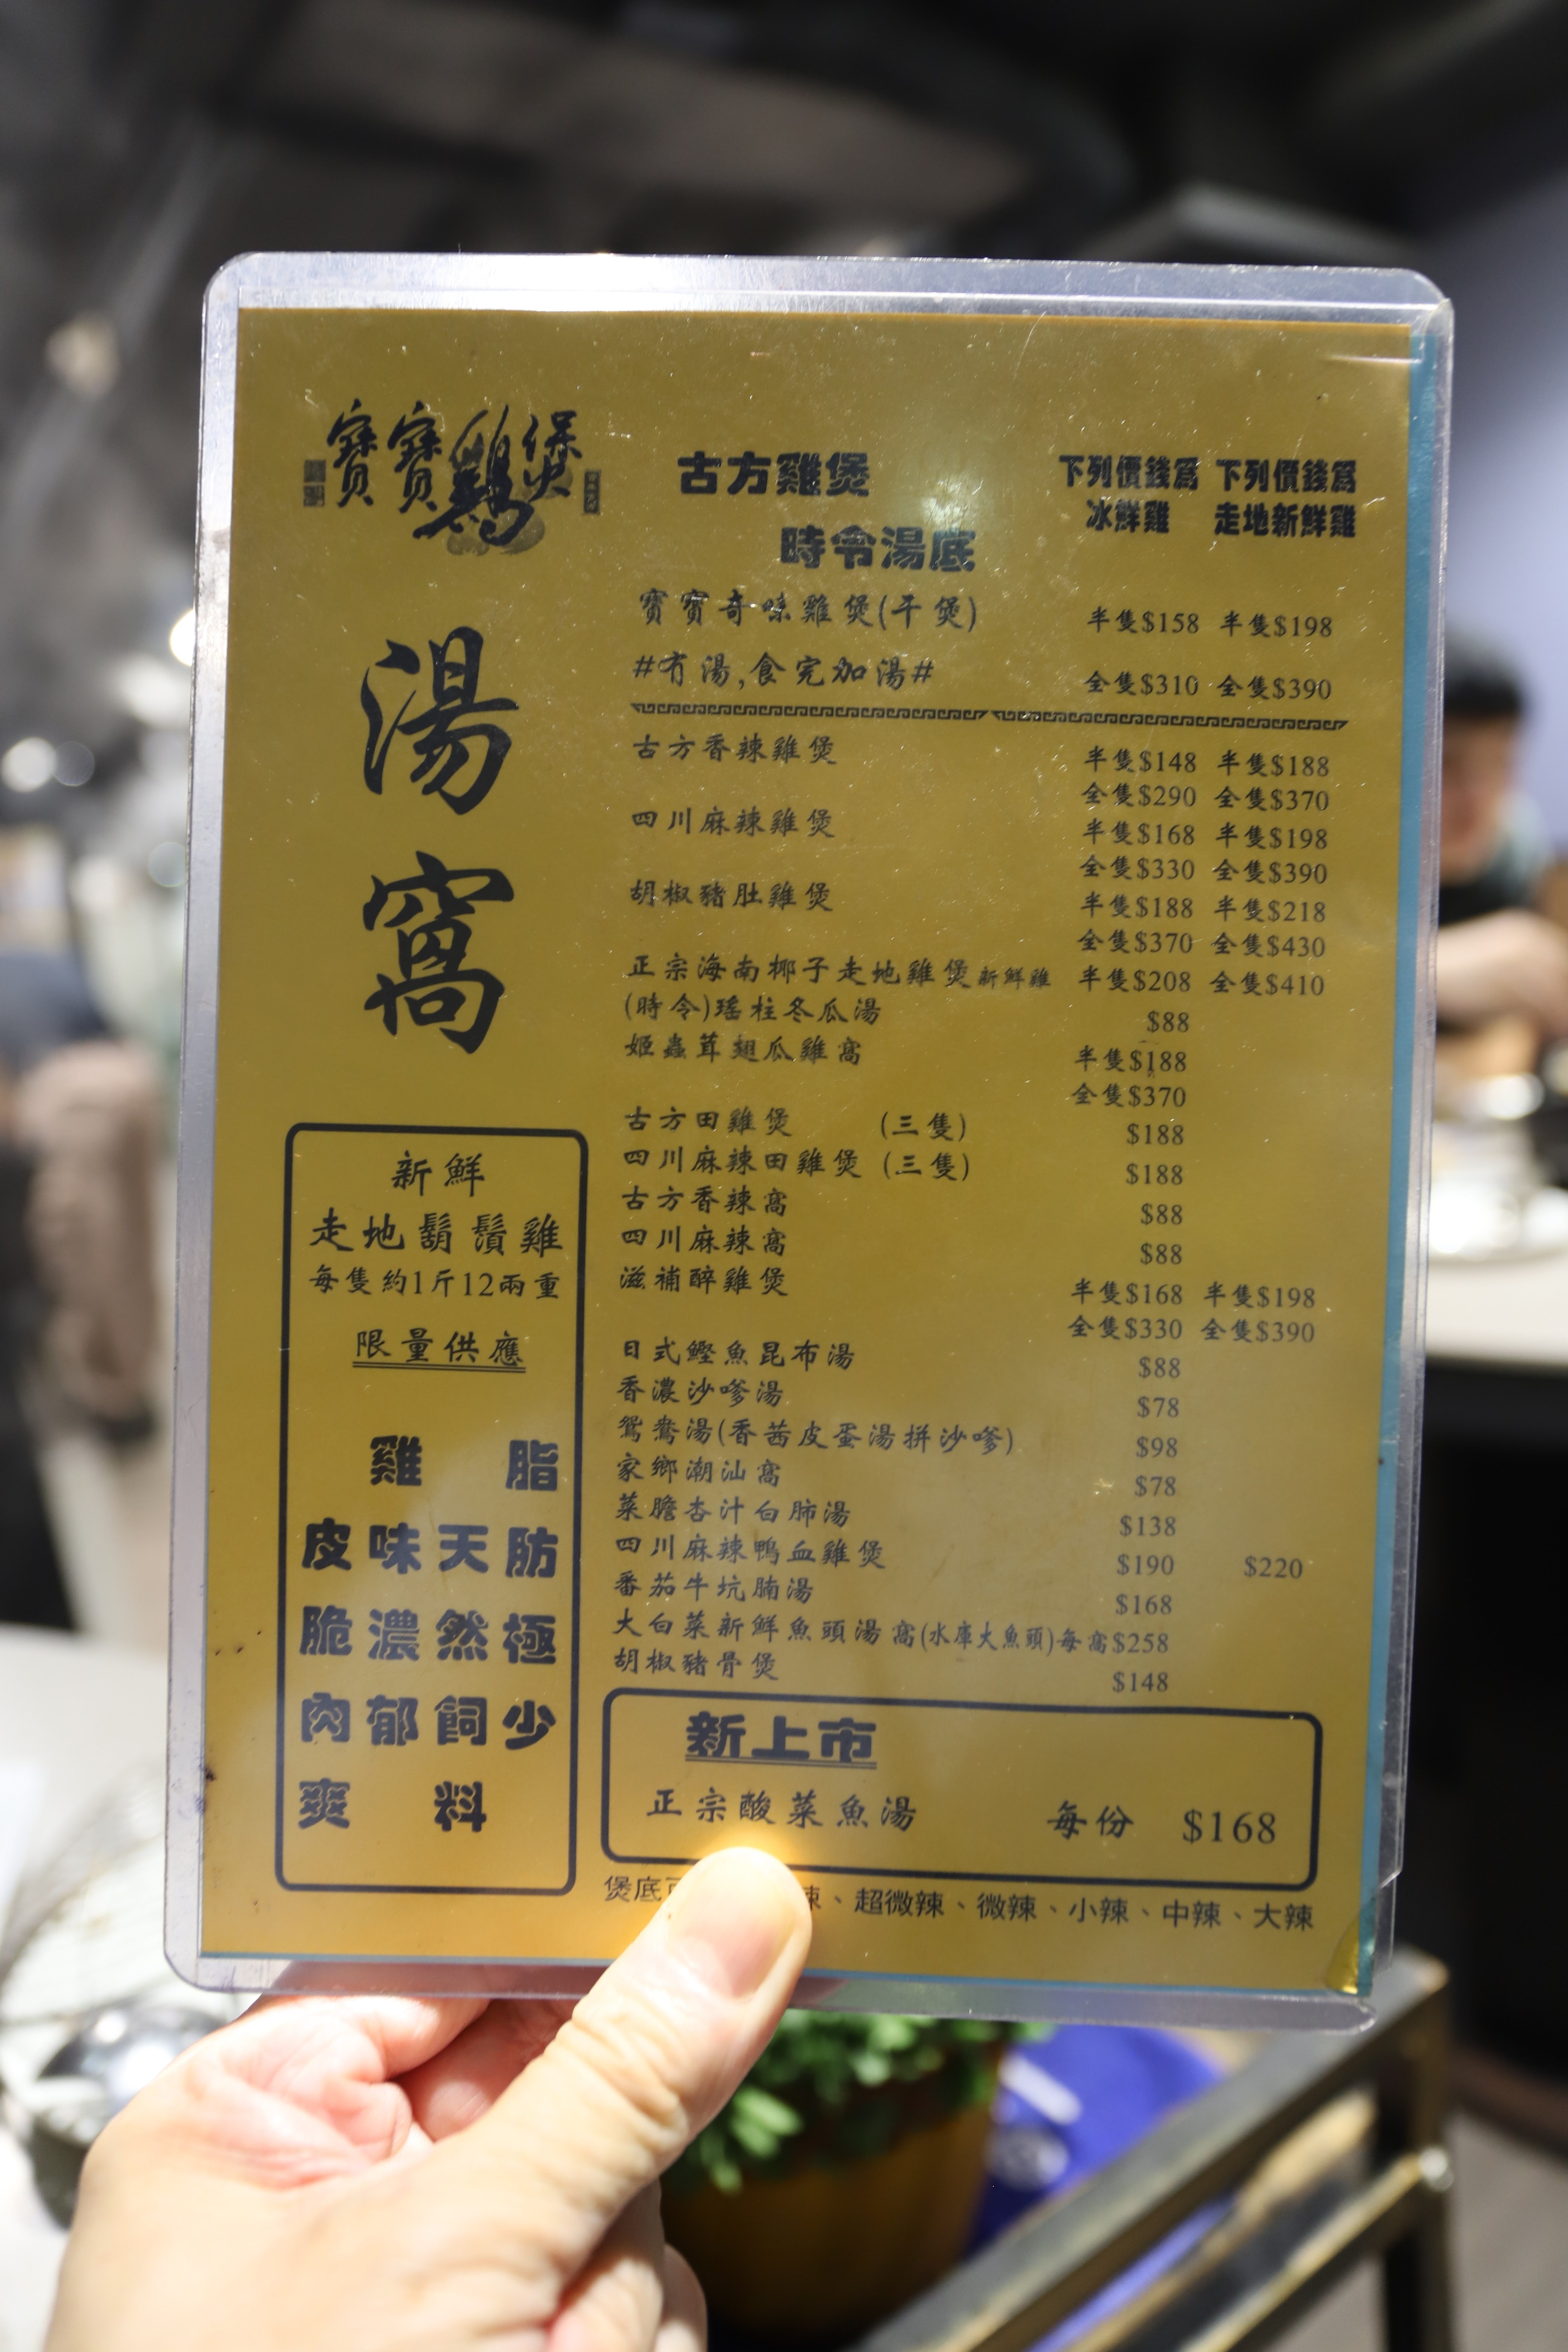 寶寶雞煲
湯
窩
古方雞煲
時令湯底
下列價錢爲 下列價錢爲
冰鮮雞 走地新鮮雞
寶寶奇味雞煲(干煲) 半隻$158 半隻$198
#有湯,食完加湯# 全隻$310 全隻$390
古方香辣雞煲 半隻$148 半隻$188
全隻$290 全隻$370
四川麻辣雞煲 半隻$168 半隻$198
全隻$330 全隻$390
胡椒豬肚雞煲 半隻$188 半隻$218
全隻$370 全隻$430
正宗海南椰子走地雞煲新鮮雞 半隻$208 全隻$410
(時令)瑤柱冬瓜湯 $88
姬蟲茸翅瓜雞窩 半隻$188
全隻$370
古方田雞煲 (三隻) $188
四川麻辣田雞煲 (三隻) $188
古方香辣窩 $88
四川麻辣窩 $88
滋補醉雞煲 半隻$168 半隻$198
全隻$330 全隻$390
日式鰹魚昆布湯 $88
香濃沙嗲湯 $78
鴛鴦湯(香茜皮蛋湯拼沙嗲) $98
家鄉潮汕窩 $78
菜膽杏汁白肺湯 $138
四川麻辣鴨血雞煲 $190 $220
番茄牛坑腩湯 $168
大白菜新鮮魚頭湯窩(水庫大魚頭)每窩$258
胡椒豬骨煲 $148
新上市
正宗酸菜魚湯 每份 $168
煲底 辣、超微辣、微辣、小辣、中辣、大辣
新鮮
走地鬍鬚雞
每隻約1斤12兩重
限量供應
脂肪極少
天然飼料
雞味濃郁
皮脆肉爽